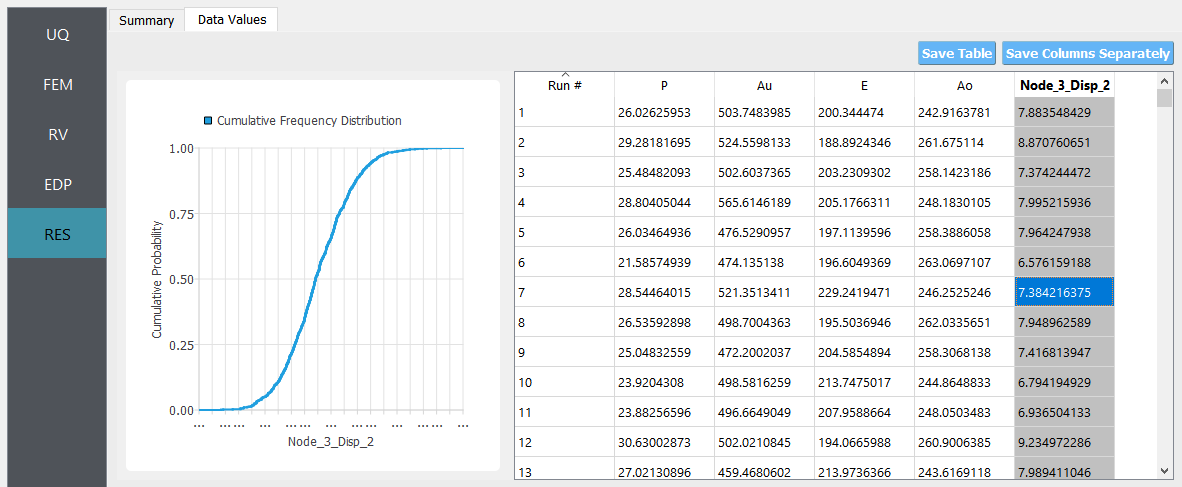 UQ
FEM
RV
EDP
RES
Summary Data Values
Save Table Save Columns Separately
Cumulative Frequency Distribution
1.00
0.75
0.50
0.25
0.00
Cumulative Probability
... ... ... ... ... ... ... ... ... ...
Node_3_Disp_2
Run # P Au E Ao Node_3_Disp_2
1 26.02625953 503.7483985 200.344474 242.9163781 7.883548429
2 29.28181695 524.5598133 188.8924346 261.675114 8.870760651
3 25.48482093 502.6037365 203.2309302 258.1423186 7.374244472
4 28.80405044 565.6146189 205.1766311 248.1830105 7.995215936
5 26.03464936 476.5290957 197.1139596 258.3886058 7.964247938
6 21.58574939 474.135138 196.6049369 263.0697107 6.576159188
7 28.54464015 521.3513411 229.2419471 246.2525246 7.384216375
8 26.53592898 498.7004363 195.5036946 262.0335651 7.948962589
9 25.04832559 472.2002037 204.5854894 258.3068138 7.416813947
10 23.9204308 498.5816259 213.7475017 244.8648833 6.794194929
11 23.88256596 496.6649049 207.9588664 248.0503483 6.936504133
12 30.63002873 502.0210845 194.0665988 260.9006385 9.234972286
13 27.02130896 459.4680602 213.9736366 243.6169118 7.989411046